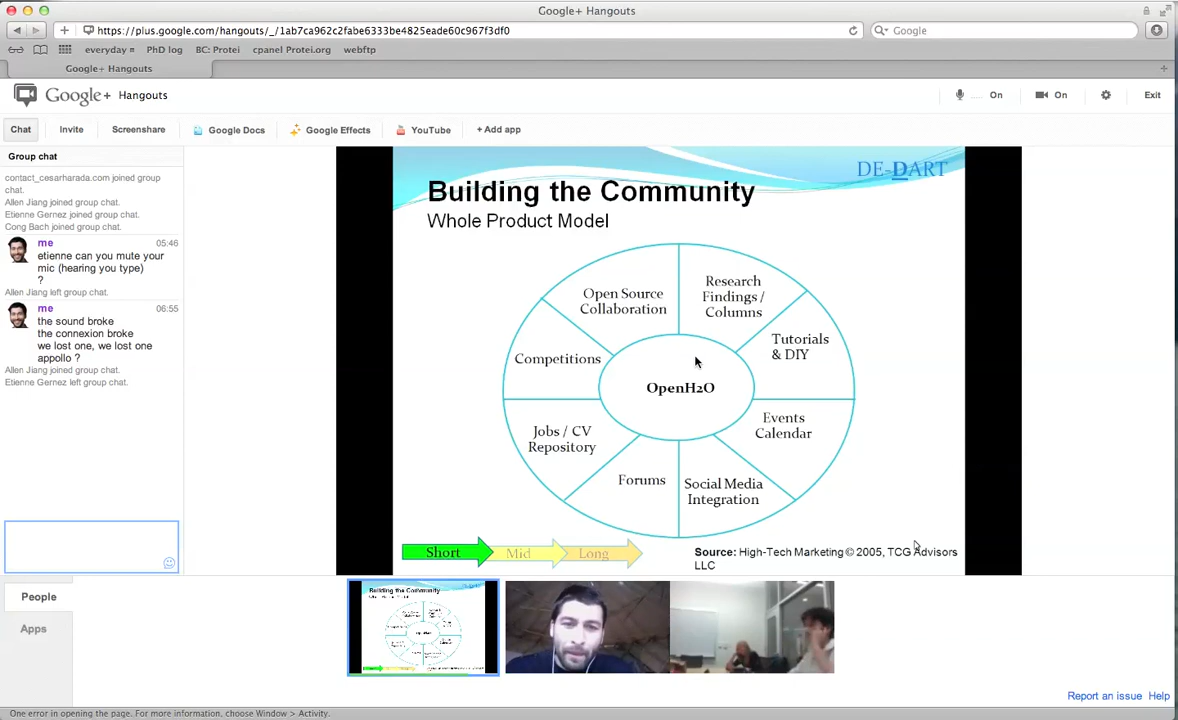 Google+ Hangouts
https://plus.google.com/hangouts/_/1ab7ca962c2fabe6333be4825eade60c967f3df0
Google
everyday
PhD log
BC: Protei
cpanel Protei.org
webftp
Google+ Hangouts
Google+ Hangouts
On
On
Exit
Chat
Invite
Screenshare
Google Docs
Google Effects
YouTube
+ Add app
Group chat
contact_cesarharada.com joined group
chat.
Allen Jiang joined group chat.
Etienne Gernez joined group chat.
Cong Bach joined group chat.
me 05:46
etienne can you mute your
mic (hearing you type)
?
Allen Jiang left group chat.
me 06:55
the sound broke
the connexion broke
we lost one, we lost one
appollo ?
Allen Jiang joined group chat.
Etienne Gernez left group chat.
DE-DART
Building the Community
Whole Product Model
Open Source
Collaboration
Research
Findings /
Columns
Tutorials
& DIY
Competitions
OpenH2O
Events
Calendar
Jobs / CV
Repository
Forums
Social Media
Integration
Short
Mid
Long
Source: High-Tech Marketing © 2005, TCG Advisors
LLC
People
Apps
Building the Community
Report an issue
Help
One error in opening the page. For more information, choose Window > Activity.